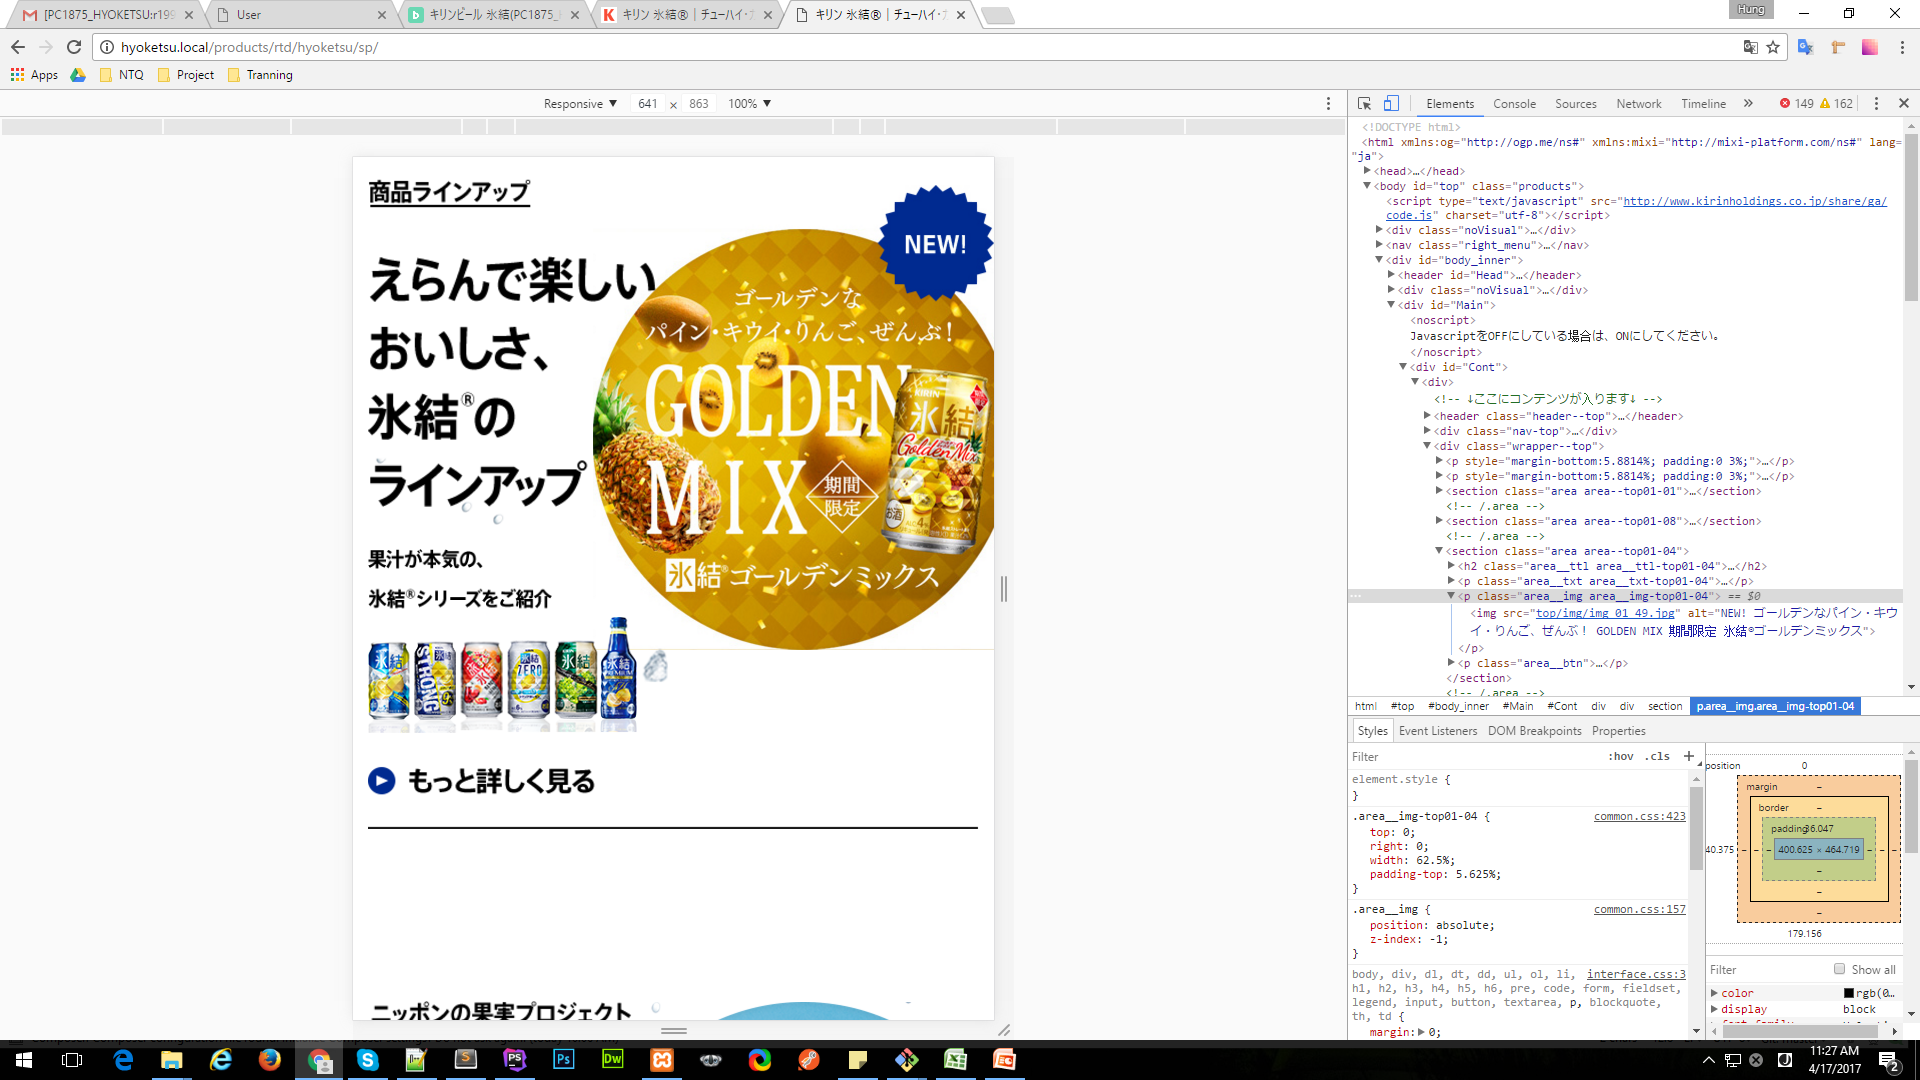 [PC1875_HYOKETSU:r199
User
キリンビール 氷結(PC1875_
キリン 氷結®｜チューハイ・
キリン 氷結®｜チューハイ・
Hung
hyoketsu.local/products/rtd/hyoketsu/sp/
Apps
NTQ
Project
Tranning
Responsive ▼ 641 x 863 100% ▼
商品ラインアップ
NEW!
えらんで楽しい
おいしさ、
氷結®の
ラインアップ
果汁が本気の、
氷結®シリーズをご紹介
ゴールデンな
パイン・キウイ・りんご、ぜんぶ！
GOLDEN
MIX
期間
限定
氷結®ゴールデンミックス
KIRIN
氷結
GoldenMix
お酒
氷結
STRONG
氷結
ZERO
もっと詳しく見る
ニッポンの果実プロジェクト
Elements Console Sources Network Timeline » 149 162
<!DOCTYPE html>
<html xmlns:og="http://ogp.me/ns#" xmlns:mixi="http://mixi-platform.com/ns#" lang=
"ja">
<head>…</head>
<body id="top" class="products">
<script type="text/javascript" src="http://www.kirinholdings.co.jp/share/ga/
code.js" charset="utf-8"></script>
<div class="noVisual">…</div>
<nav class="right_menu">…</nav>
<div id="body_inner">
<header id="Head">…</header>
<div class="noVisual">…</div>
<div id="Main">
<noscript>
JavascriptをOFFにしている場合は、ONにしてください。
</noscript>
<div id="Cont">
<div>
<!-- ↓ここにコンテンツが入ります↓ -->
<header class="header--top">…</header>
<div class="nav-top">…</div>
<div class="wrapper--top">
<p style="margin-bottom:5.8814%; padding:0 3%;">…</p>
<p style="margin-bottom:5.8814%; padding:0 3%;">…</p>
<section class="area area--top01-01">…</section>
<!-- /.area -->
<section class="area area--top01-08">…</section>
<!-- /.area -->
<section class="area area--top01-04">
<h2 class="area__ttl area__ttl-top01-04">…</h2>
<p class="area__txt area__txt-top01-04">…</p>
<p class="area__img area__img-top01-04"> == $0
<img src="top/img/img_01_49.jpg" alt="NEW! ゴールデンなパイン・キウ
イ・りんご、ぜんぶ！ GOLDEN MIX 期間限定 氷結®ゴールデンミックス">
</p>
<p class="area__btn">…</p>
</section>
<!-- /.area -->
html #top #body_inner #Main #Cont div div section p.area__img.area__img-top01-04
Styles Event Listeners DOM Breakpoints Properties
Filter :hov .cls +
element.style {
}
.area__img-top01-04 { common.css:423
top: 0;
right: 0;
width: 62.5%;
padding-top: 5.625%;
}
.area__img { common.css:157
position: absolute;
z-index: -1;
}
body, div, dl, dt, dd, ul, ol, li, interface.css:3
h1, h2, h3, h4, h5, h6, pre, code, form, fieldset,
legend, input, button, textarea, p, blockquote,
th, td {
margin: 0;
position 0
margin –
border –
padding 36.047
40.375 – – – 400.625 × 464.719 – – –
–
–
–
179.156
Filter Show all
color rgb(0…
display block
11:27 AM
4/17/2017
2